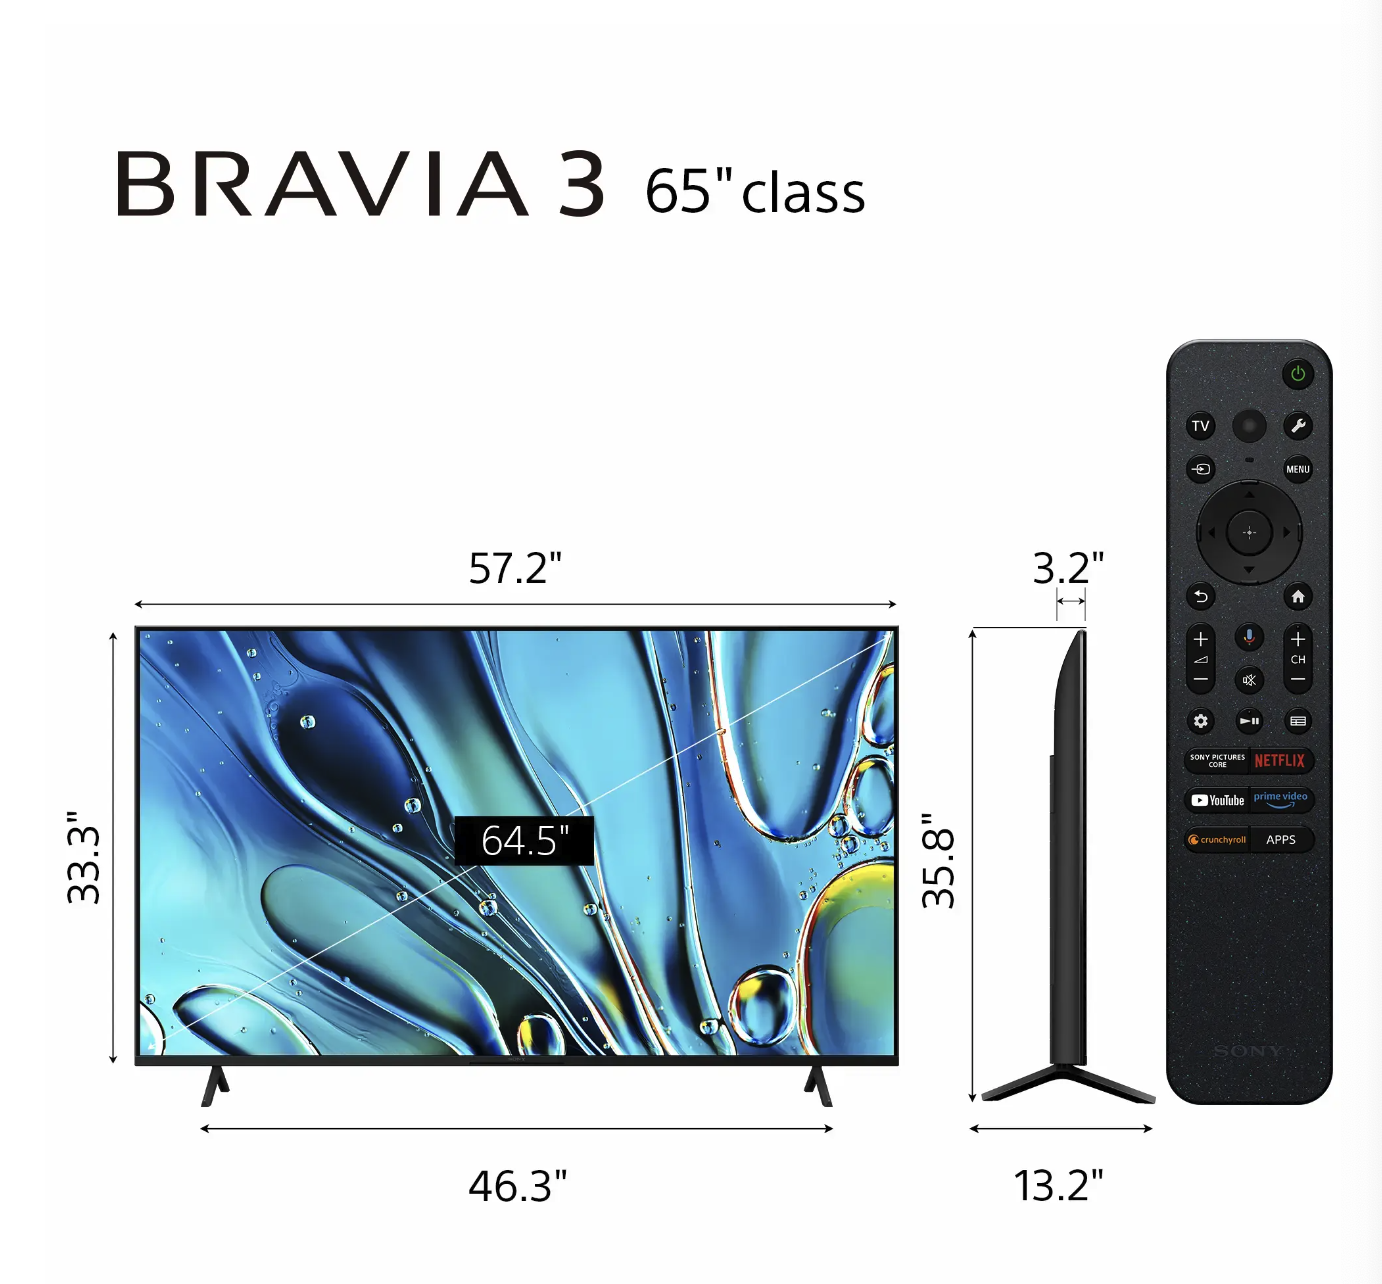 BRAVIA 3 65" class
57.2"
3.2"
33.3"
64.5"
35.8"
46.3"
13.2"
TV
MENU
+
+
CH
−
−
SONY PICTURES
CORE
NETFLIX
YouTube
prime video
crunchyroll
APPS
SONY